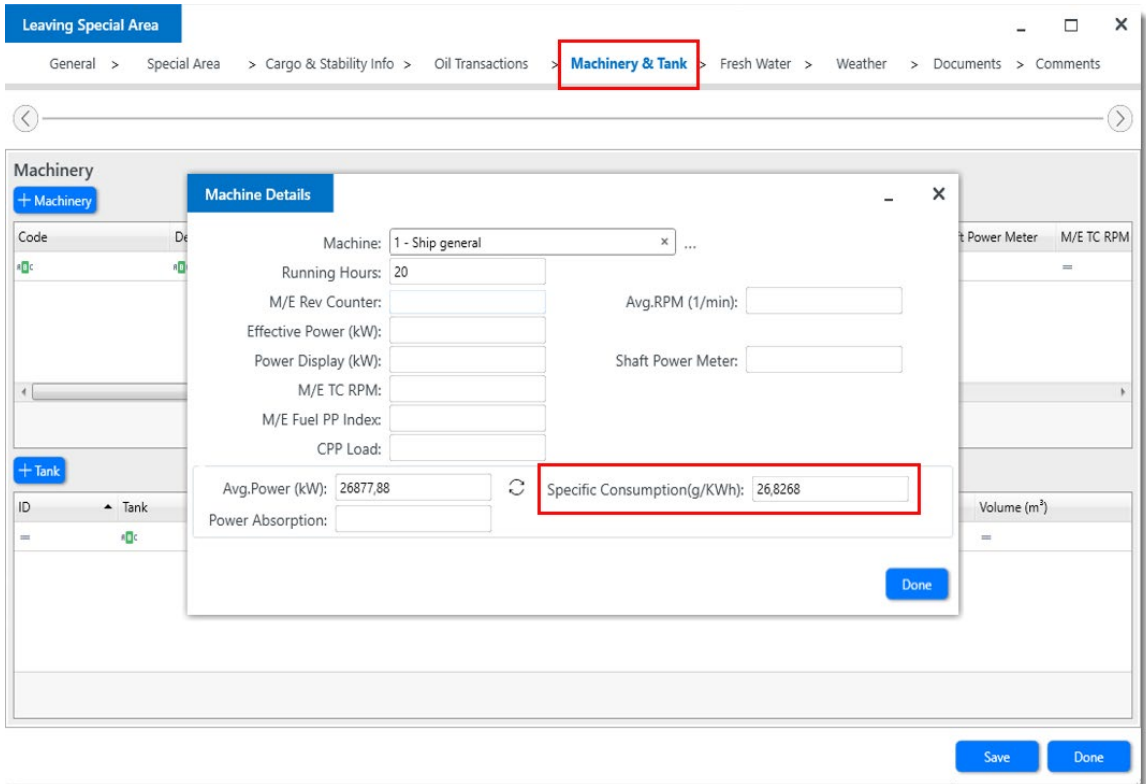 Leaving Special Area
General > Special Area > Cargo & Stability Info > Oil Transactions > Machinery & Tank > Fresh Water > Weather > Documents > Comments
Machinery
+ Machinery
Machine Details
Code De t Power Meter M/E TC RPM
Machine: 1 - Ship general × ...
Running Hours: 20
M/E Rev Counter: Avg.RPM (1/min):
Effective Power (kW):
Power Display (kW): Shaft Power Meter:
M/E TC RPM:
M/E Fuel PP Index:
CPP Load:
+ Tank
Avg.Power (kW): 26877,88 Specific Consumption(g/KWh): 26,8268
Power Absorption:
ID Tank Volume (m³)
Done
Save Done